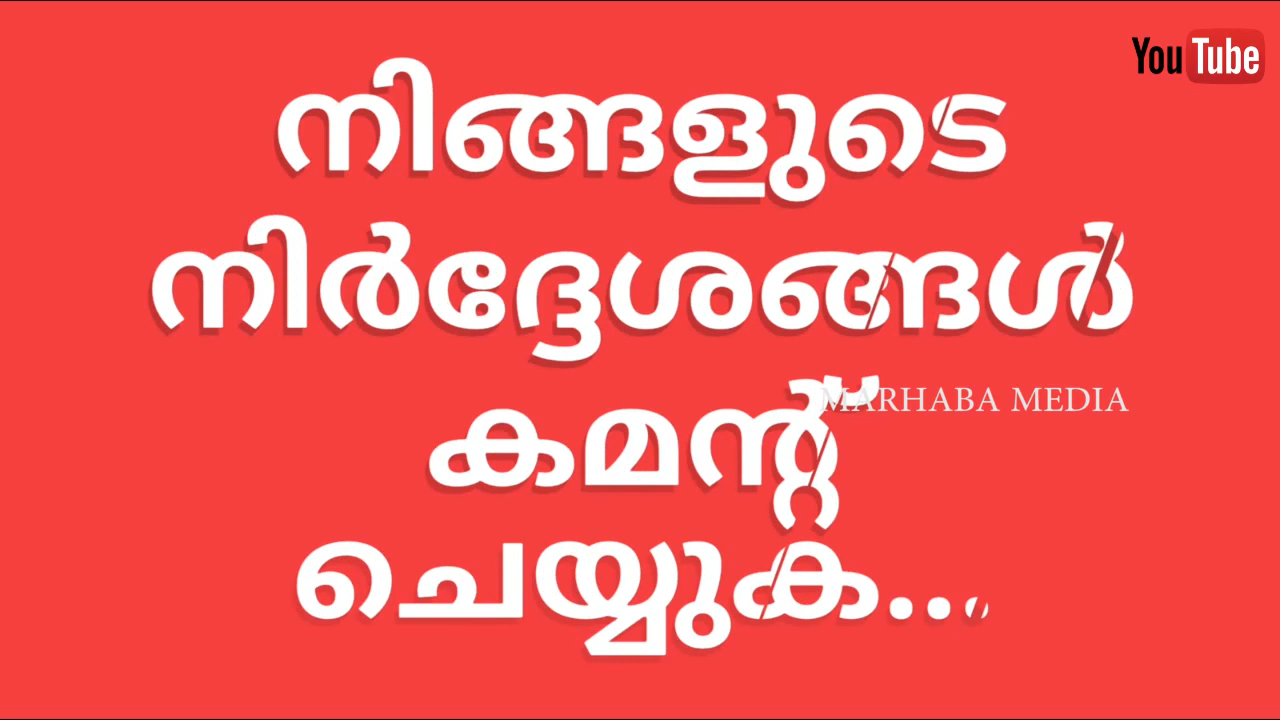 YouTube
നിങ്ങളുടെ
നിർദ്ദേശങ്ങൾ
കമന്റ്
MARHABA MEDIA
ചെയ്യുക...